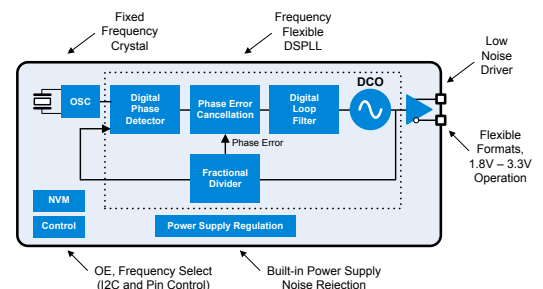 Fixed
Frequency
Crystal
Frequency
Flexible
DSPLL
Low
Noise
Driver
DCO
OSC
Digital
Phase
Detector
Phase Error
Cancellation
Digital
Loop
Filter
Phase Error
Flexible
Formats,
1.8V – 3.3V
Operation
Fractional
Divider
NVM
Control
Power Supply Regulation
OE, Frequency Select
(I2C and Pin Control)
Built-in Power Supply
Noise Rejection